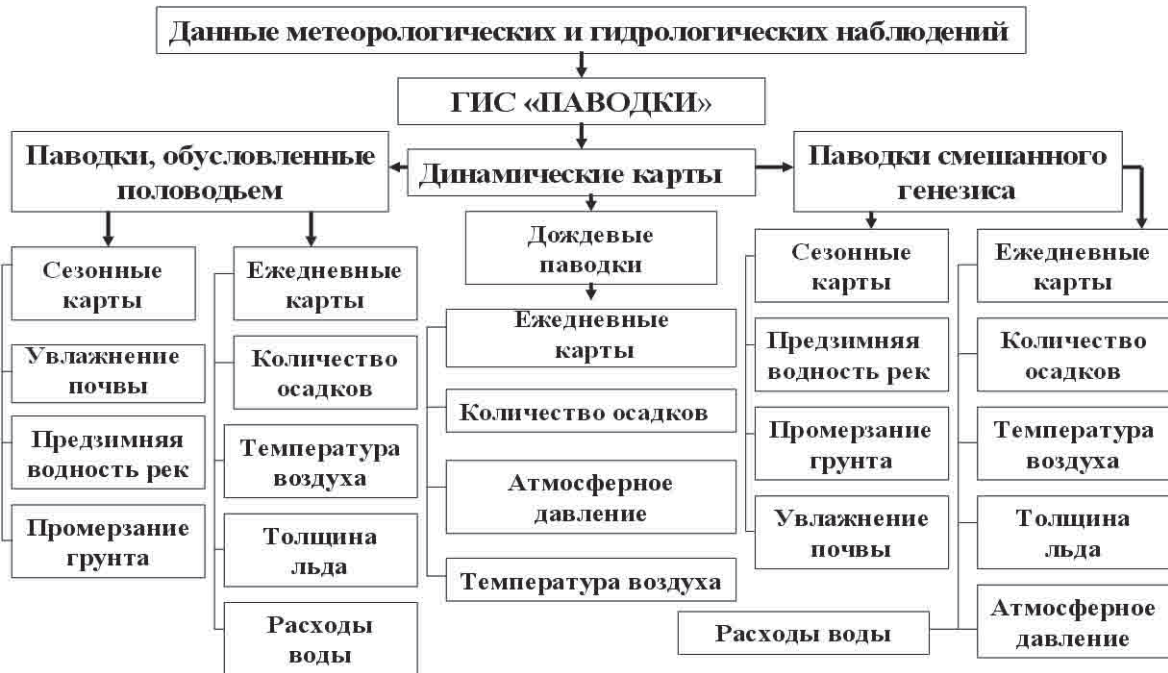 Данные метеорологических и гидрологических наблюдений
ГИС «ПАВОДКИ»
Паводки, обусловленные
половодьем
Динамические карты
Паводки смешанного
генезиса
Сезонные
карты
Увлажнение
почвы
Предзимняя
водность рек
Промерзание
грунта
Ежедневные
карты
Количество
осадков
Температура
воздуха
Толщина
льда
Расходы
воды
Дождевые
паводки
Ежедневные
карты
Количество осадков
Атмосферное
давление
Температура воздуха
Сезонные
карты
Предзимняя
водность рек
Промерзание
грунта
Увлажнение
почвы
Ежедневные
карты
Количество
осадков
Температура
воздуха
Толщина
льда
Атмосферное
давление
Расходы воды